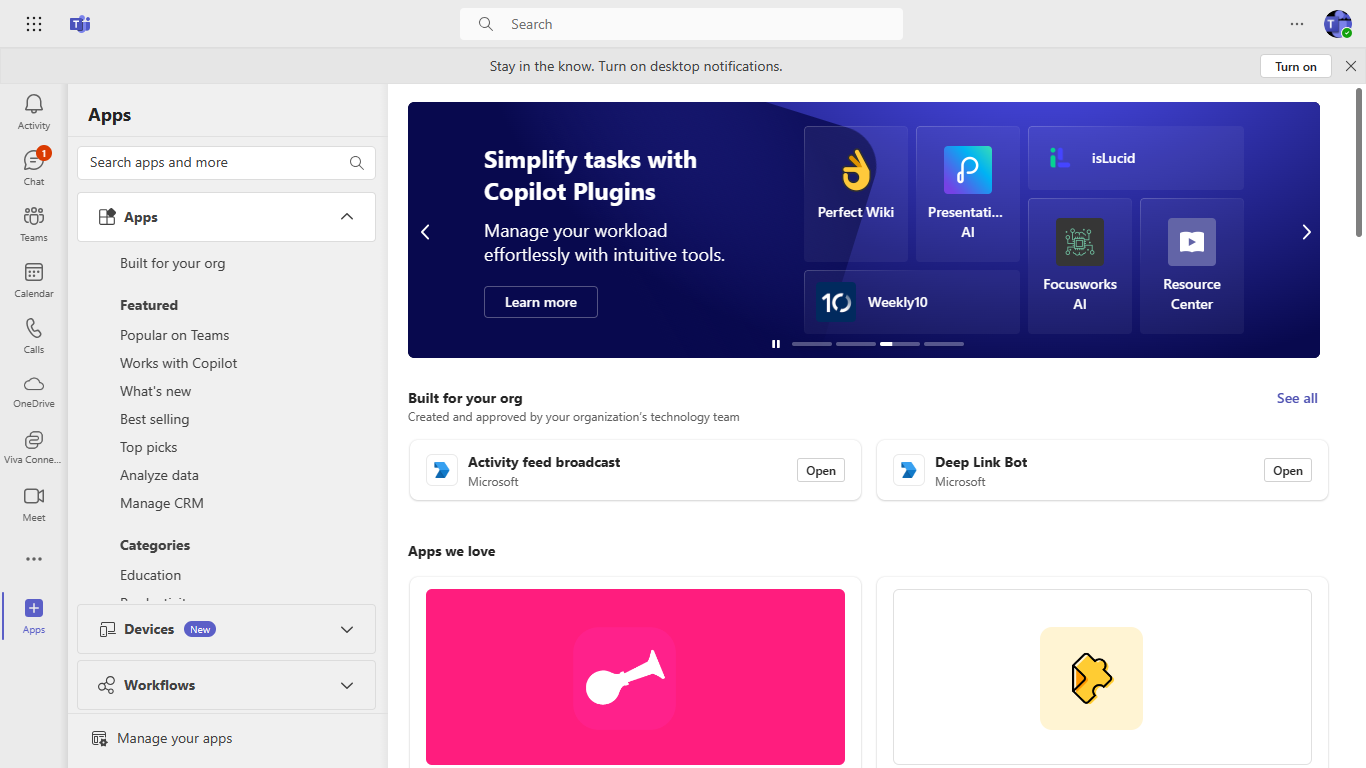 Search
Stay in the know. Turn on desktop notifications.
Turn on
Activity
1
Chat
Teams
Calendar
Calls
OneDrive
Viva Conne...
Meet
Apps
Apps
Search apps and more
Apps
Built for your org
Featured
Popular on Teams
Works with Copilot
What's new
Best selling
Top picks
Analyze data
Manage CRM
Categories
Education
Devices New
Workflows
Manage your apps
Simplify tasks with
Copilot Plugins
Manage your workload
effortlessly with intuitive tools.
Learn more
Perfect Wiki
Presentati...
AI
isLucid
10 Weekly10
Focusworks
AI
Resource
Center
Built for your org
See all
Created and approved by your organization's technology team
Activity feed broadcast
Microsoft
Open
Deep Link Bot
Microsoft
Open
Apps we love